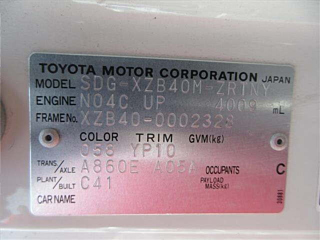 TOYOTA MOTOR CORPORATION JAPAN
MODEL SDG-XZB40M-ZRTNY
ENGINE N04C UP 4009 mL
FRAME No. XZB40-0002328
COLOR TRIM GVM(kg)
058 YP10
TRANS/AXLE A860E A05A OCCUPANTS C
PLANT/BUILT C41 PAYLOAD MASS(kg)
CAR NAME